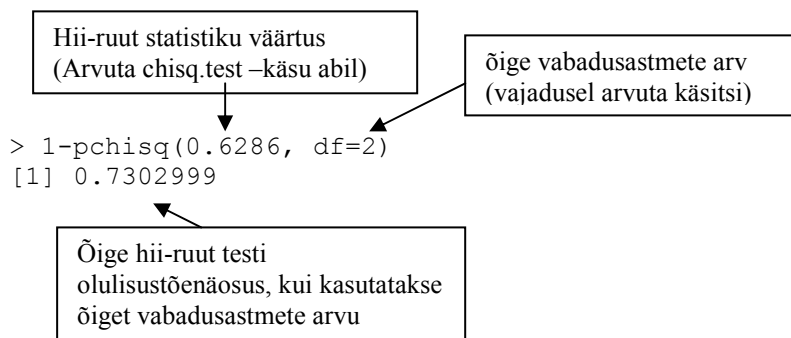 Hii-ruut statistiku väärtus
(Arvuta chisq.test –käsu abil)
õige vabadusastmete arv
(vajadusel arvuta käsitsi)
> 1-pchisq(0.6286, df=2)
[1] 0.7302999
Õige hii-ruut testi
olulisustõenäosus, kui kasutatakse
õiget vabadusastmete arvu